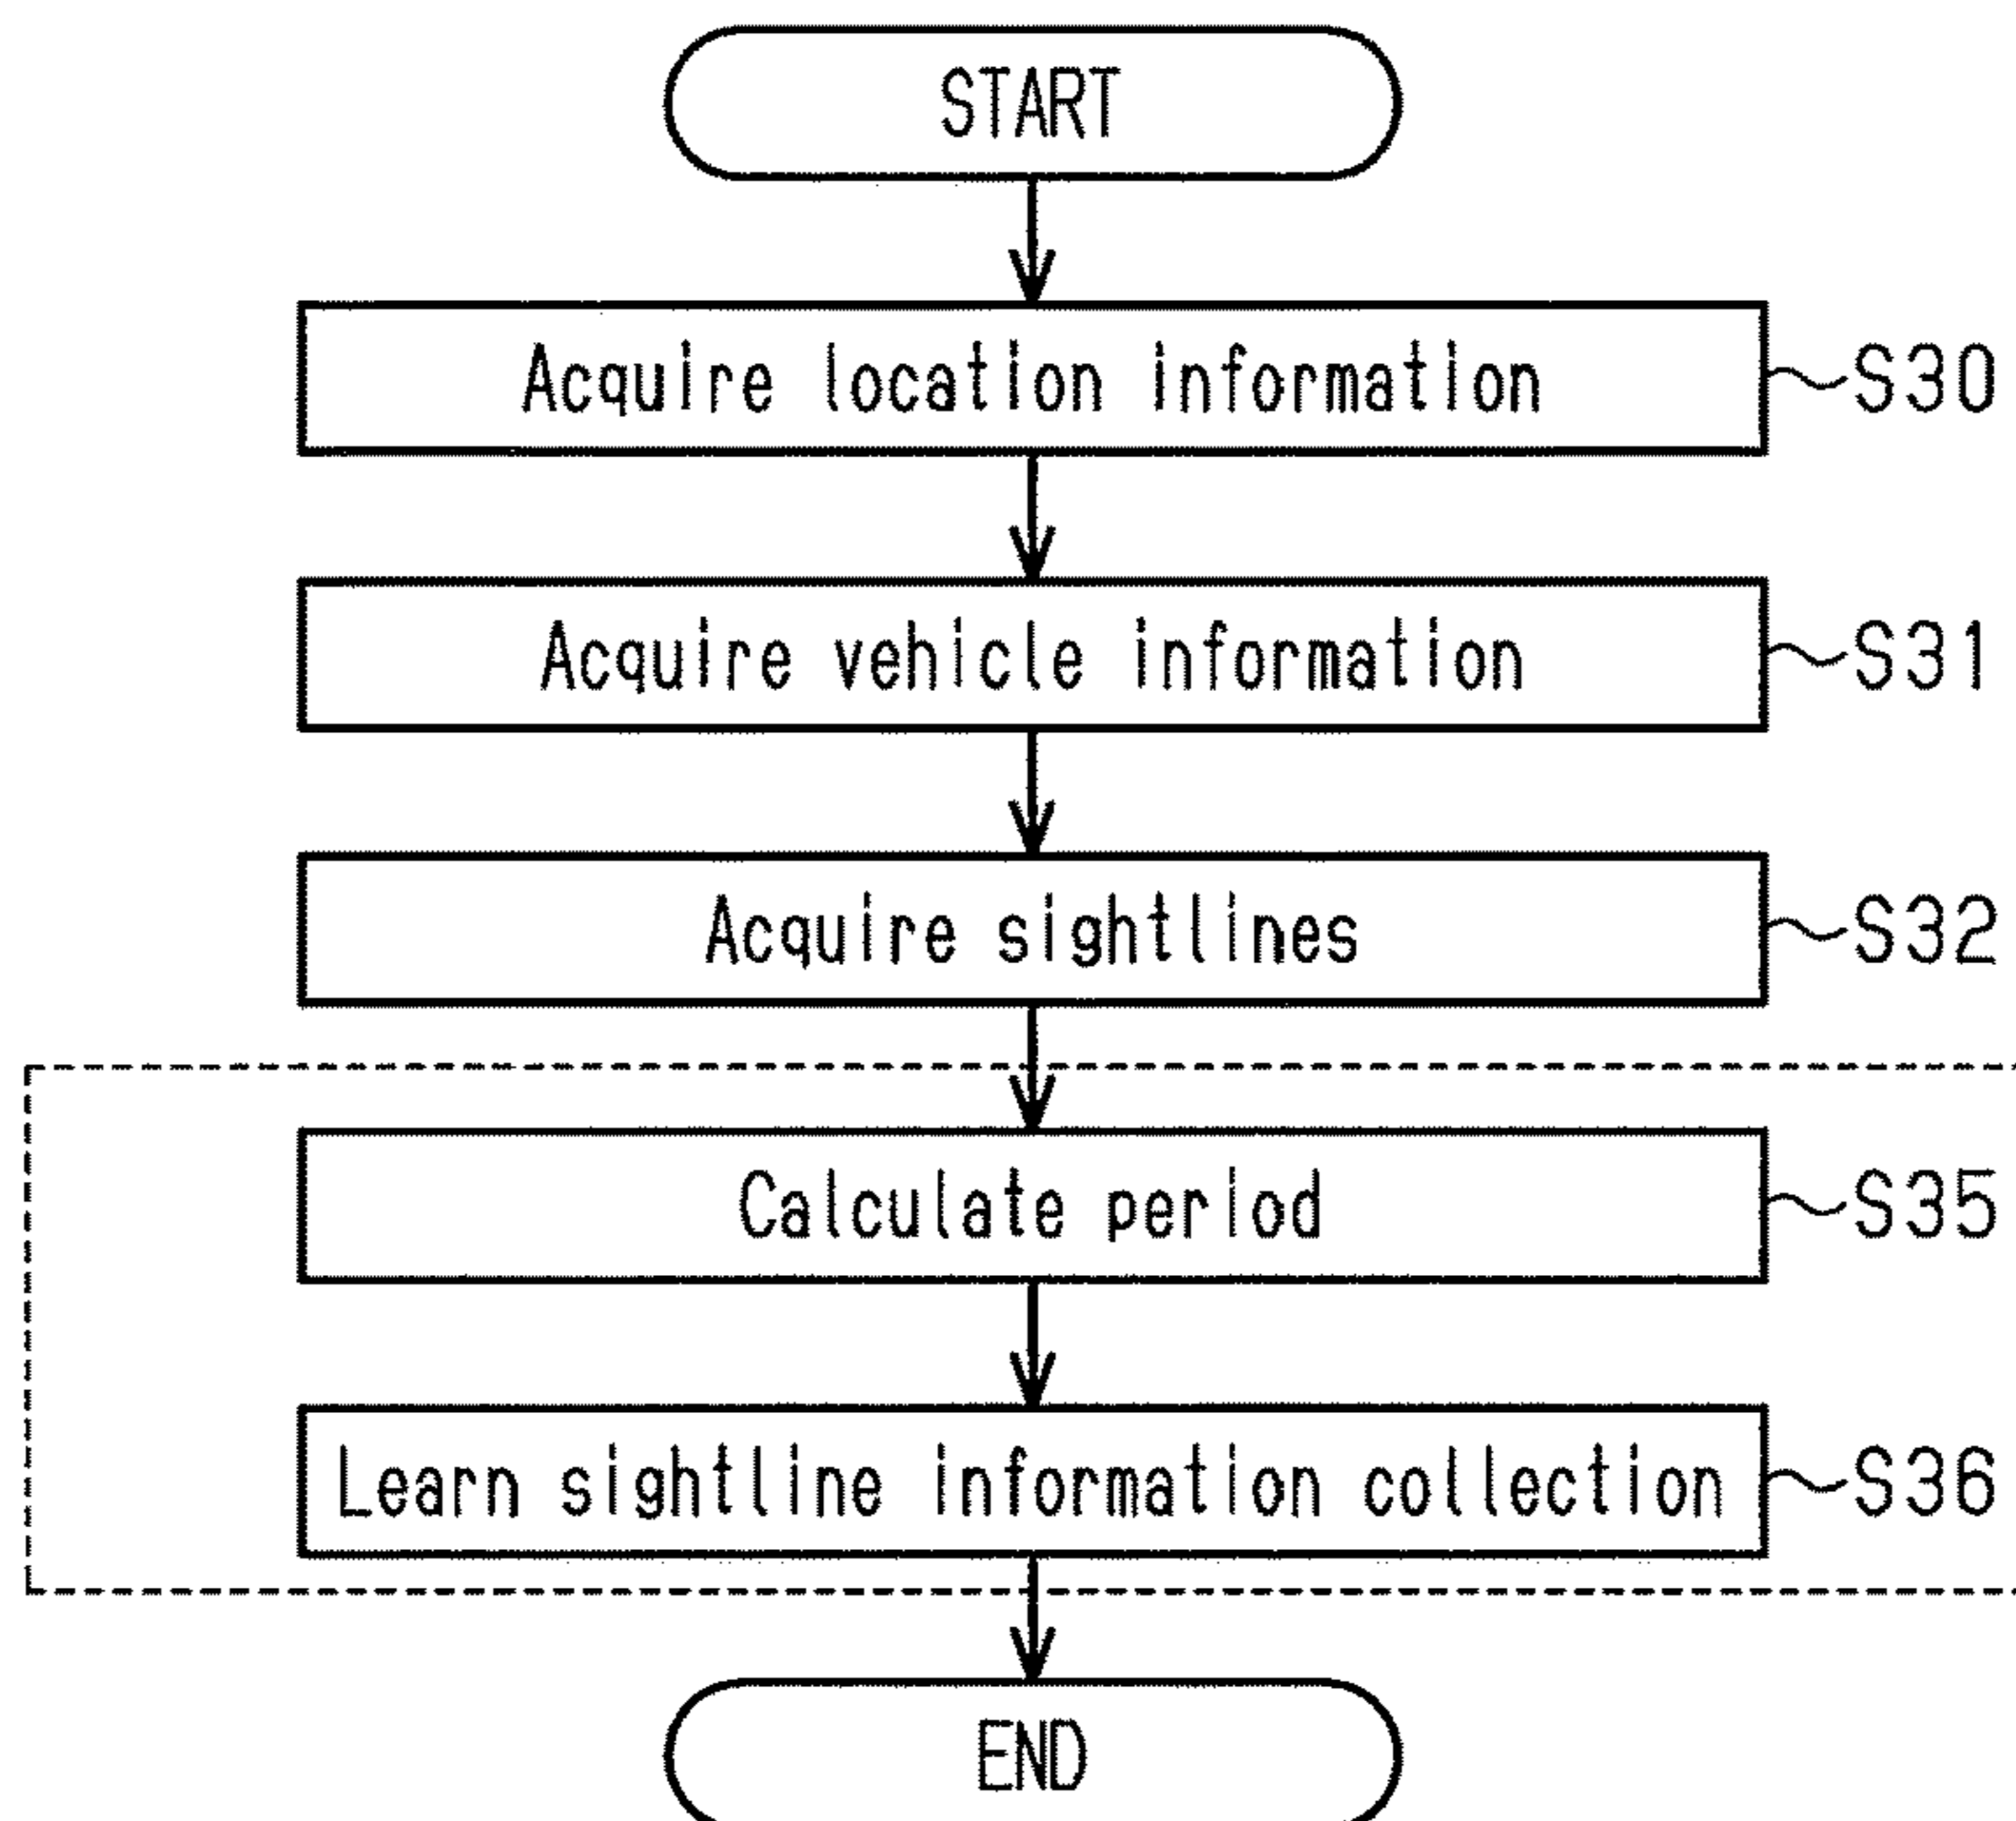 START
Acquire location information S30
Acquire vehicle information S31
Acquire sightlines S32
Calculate period S35
Learn sightline information collection S36
END